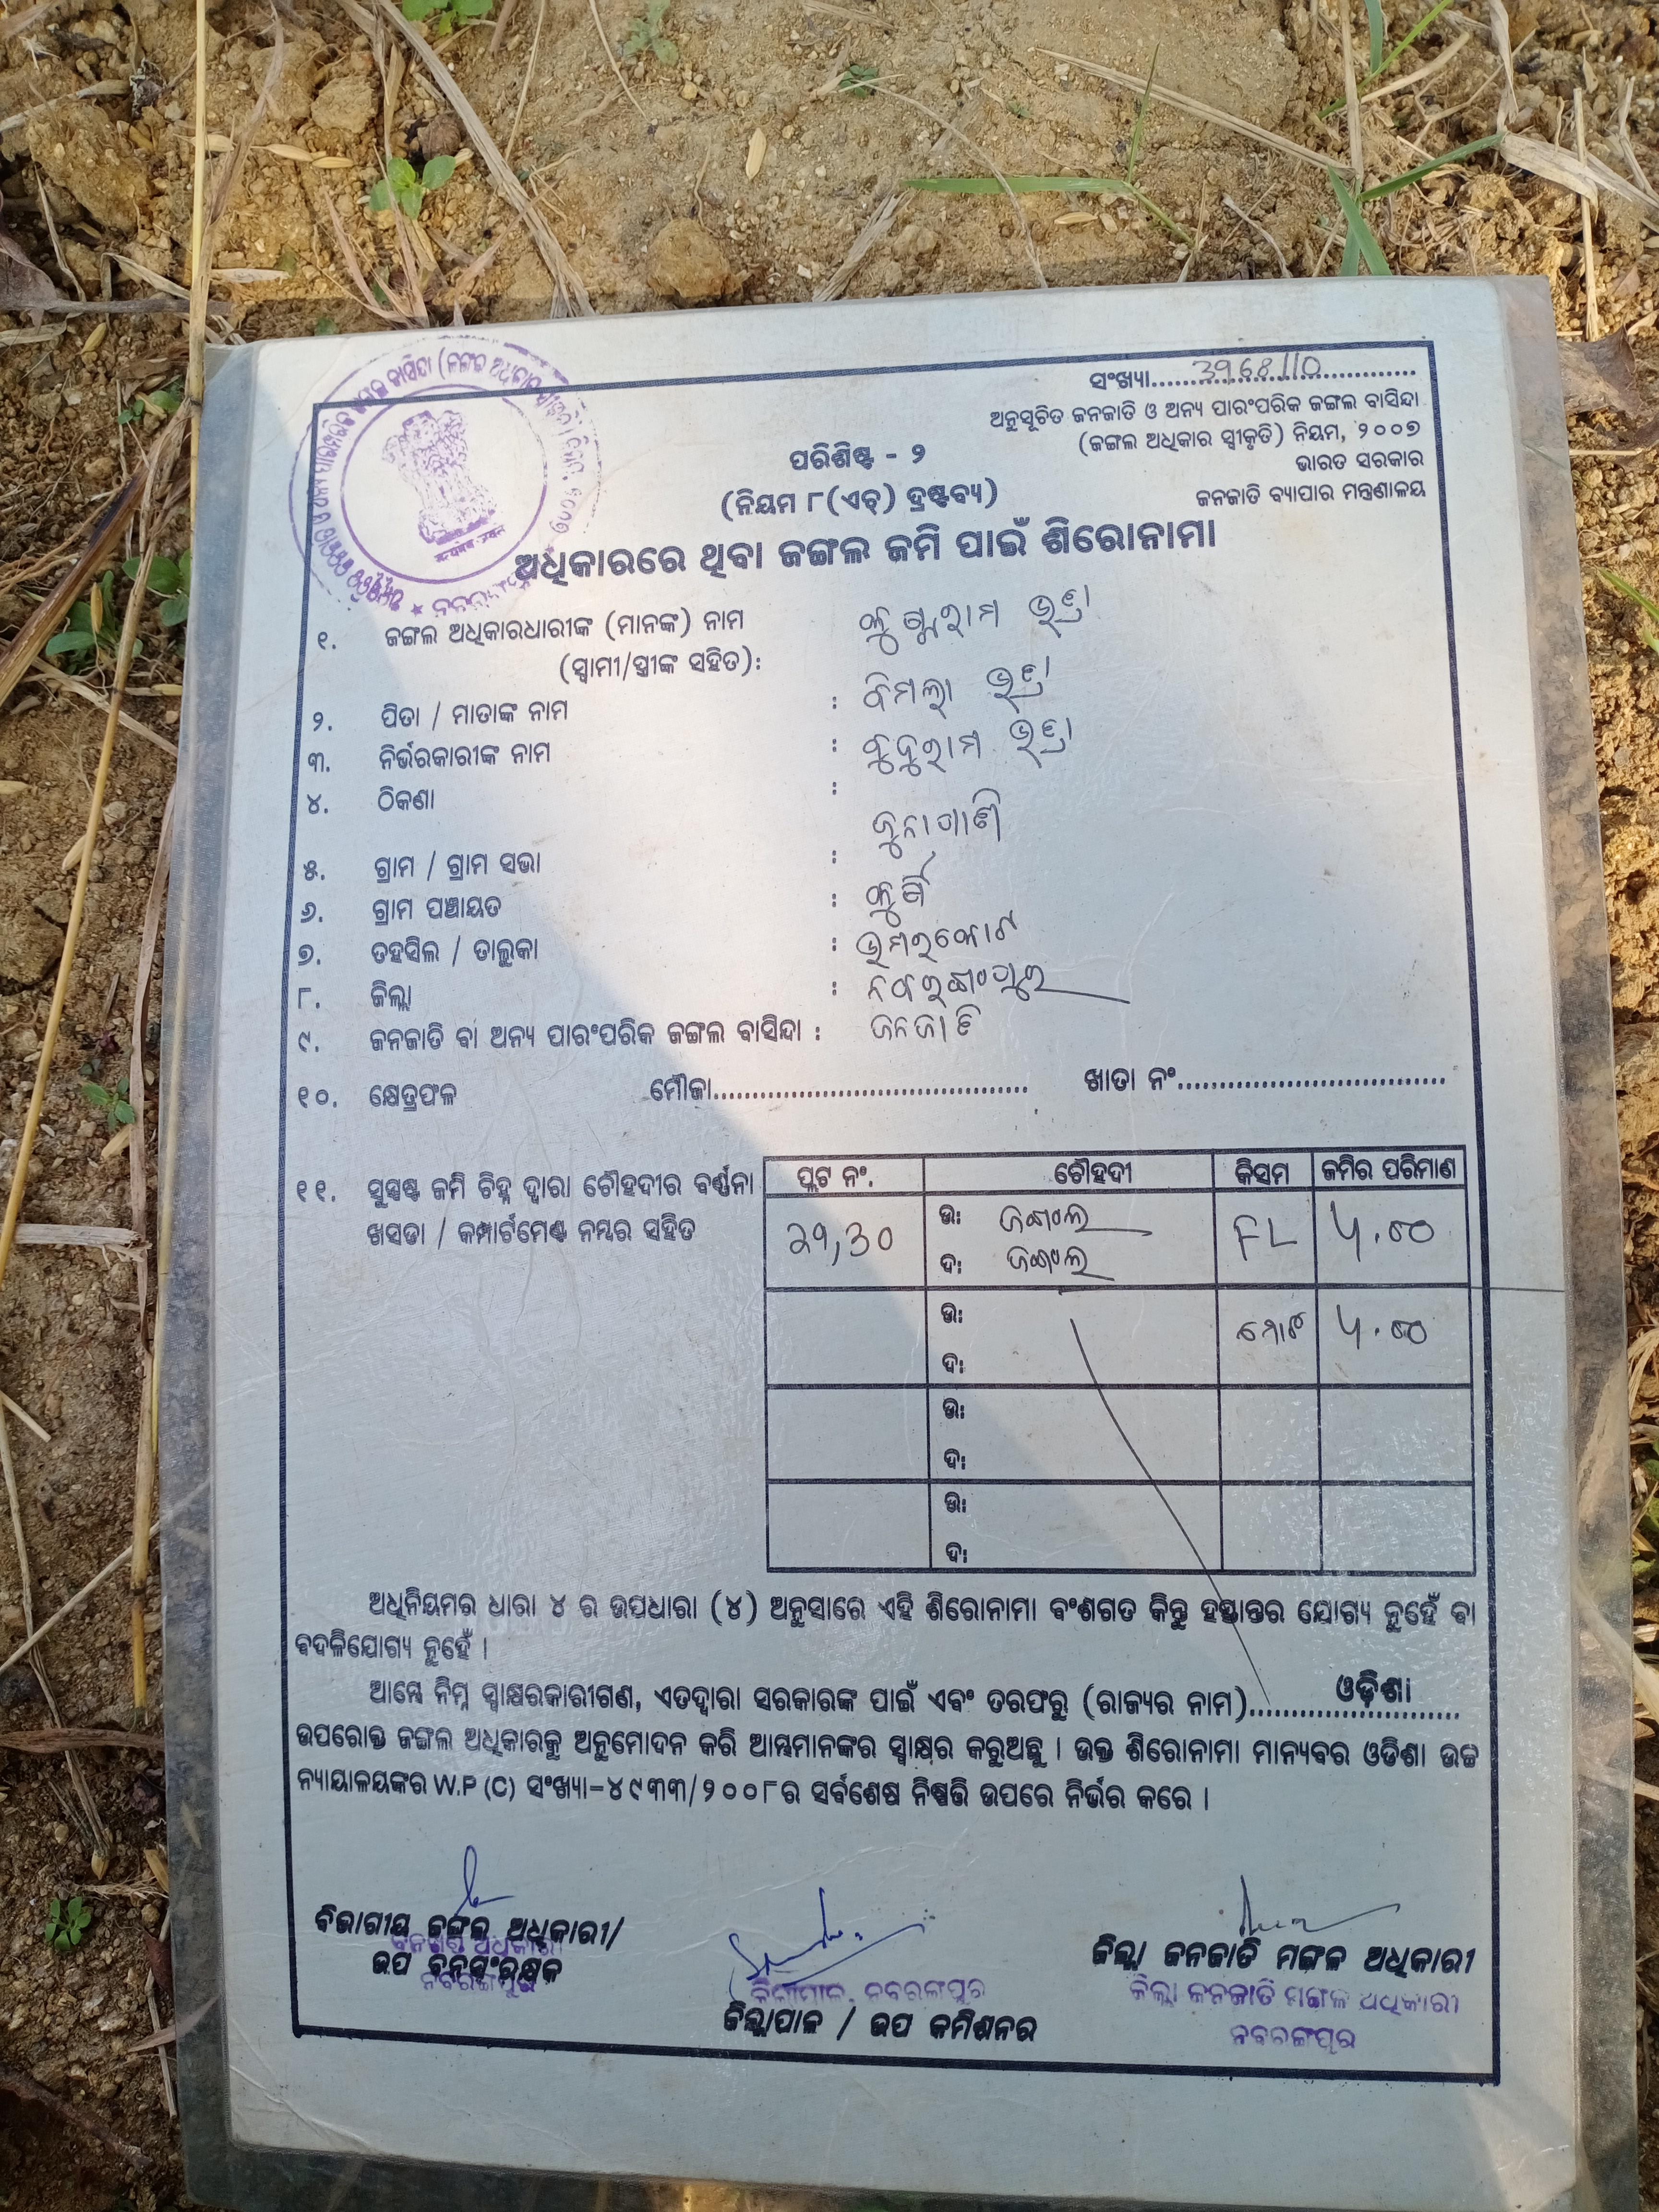 ସଂଖ୍ୟା..............................
ଅନୁସୂଚିତ ଜନଜାତି ଓ ଅନ୍ୟ ପାରଂପରିକ ଜଙ୍ଗଲ ବାସିନ୍ଦା
(ଜଙ୍ଗଲ ଅଧିକାର ସ୍ୱୀକୃତି) ନିୟମ, ୨୦୦୭
ଭାରତ ସରକାର
ଜନଜାତି ବ୍ୟାପାର ମନ୍ତ୍ରଣାଳୟ
ପରିଶିଷ୍ଟ - ୨
(ନିୟମ ୮(ଏଚ୍) ଦ୍ରଷ୍ଟବ୍ୟ)
ଅଧିକାରରେ ଥିବା ଜଙ୍ଗଲ ଜମି ପାଇଁ ଶିରୋନାମା
୧. ଜଙ୍ଗଲ ଅଧିକାରଧାରୀଙ୍କ (ମାନଙ୍କ) ନାମ
(ସ୍ୱାମୀ/ସ୍ତ୍ରୀଙ୍କ ସହିତ):
୨. ପିତା / ମାତାଙ୍କ ନାମ : ବିମଲା
୩. ନିର୍ଭରକାରୀଙ୍କ ନାମ :
୪. ଠିକଣା :
୫. ଗ୍ରାମ / ଗ୍ରାମ ସଭା :
୬. ଗ୍ରାମ ପଞ୍ଚାୟତ :
୭. ତହସିଲ / ତାଲୁକା : ଉମରକୋଟ
୮. ଜିଲ୍ଲା : ନବରଙ୍ଗପୁର
୯. ଜନଜାତି ବା ଅନ୍ୟ ପାରଂପରିକ ଜଙ୍ଗଲ ବାସିନ୍ଦା : ଜନଜାତି
୧୦. କ୍ଷେତ୍ରଫଳ ମୌଜା........................................ ଖାତା ନଂ..................................
୧୧. ସୁସ୍ପଷ୍ଟ ଜମି ଚିହ୍ନ ଦ୍ୱାରା ଚୌହଦୀର ବର୍ଣ୍ଣନା
ଖସଡା / କମ୍ପାର୍ଟମେଣ୍ଟ ନମ୍ବର ସହିତ
ପ୍ଲଟ ନଂ. ଚୌହଦୀ କିସମ ଜମିର ପରିମାଣ
ଉଃ ଜଙ୍ଗଲ
ଦଃ ଜଙ୍ଗଲ
FL
ଉଃ
ଦଃ
ମୋଟ
ଉଃ
ଦଃ
ଉଃ
ଦଃ
ଅଧିନିୟମର ଧାରା ୪ ର ଉପଧାରା (୪) ଅନୁସାରେ ଏହି ଶିରୋନାମା ବଂଶଗତ କିନ୍ତୁ ହସ୍ତାନ୍ତର ଯୋଗ୍ୟ ନୁହେଁ ବା
ବଦଳିଯୋଗ୍ୟ ନୁହେଁ ।
ଆମ୍ଭେ ନିମ୍ନ ସ୍ୱାକ୍ଷରକାରୀଗଣ, ଏତଦ୍ୱାରା ସରକାରଙ୍କ ପାଇଁ ଏବଂ ତରଫରୁ (ରାଜ୍ୟର ନାମ)......ଓଡ଼ିଶା......
ଉପରୋକ୍ତ ଜଙ୍ଗଲ ଅଧିକାରକୁ ଅନୁମୋଦନ କରି ଆମ୍ଭମାନଙ୍କର ସ୍ୱାକ୍ଷର କରୁଅଛୁ । ଉକ୍ତ ଶିରୋନାମା ମାନ୍ୟବର ଓଡିଶା ଉଚ୍ଚ
ନ୍ୟାୟାଳୟଙ୍କର W.P (C) ସଂଖ୍ୟା-୪୯୩୩/୨୦୦୮ର ସର୍ବଶେଷ ନିଷ୍ପତ୍ତି ଉପରେ ନିର୍ଭର କରେ ।
ବିଭାଗୀୟ ଜଙ୍ଗଲ ଅଧିକାରୀ/
ଉପ ବନସଂରକ୍ଷକ
ଜିଲ୍ଲାପାଳ, ନବରଙ୍ଗପୁର
ଜିଲ୍ଲାପାଳ / ଉପ କମିଶନର
ଜିଲ୍ଲା ଜନଜାତି ମଙ୍ଗଳ ଅଧିକାରୀ
ଜିଲ୍ଲା ଜନଜାତି ମଙ୍ଗଳ ଅଧିକାରୀ
ନବରଙ୍ଗପୁର